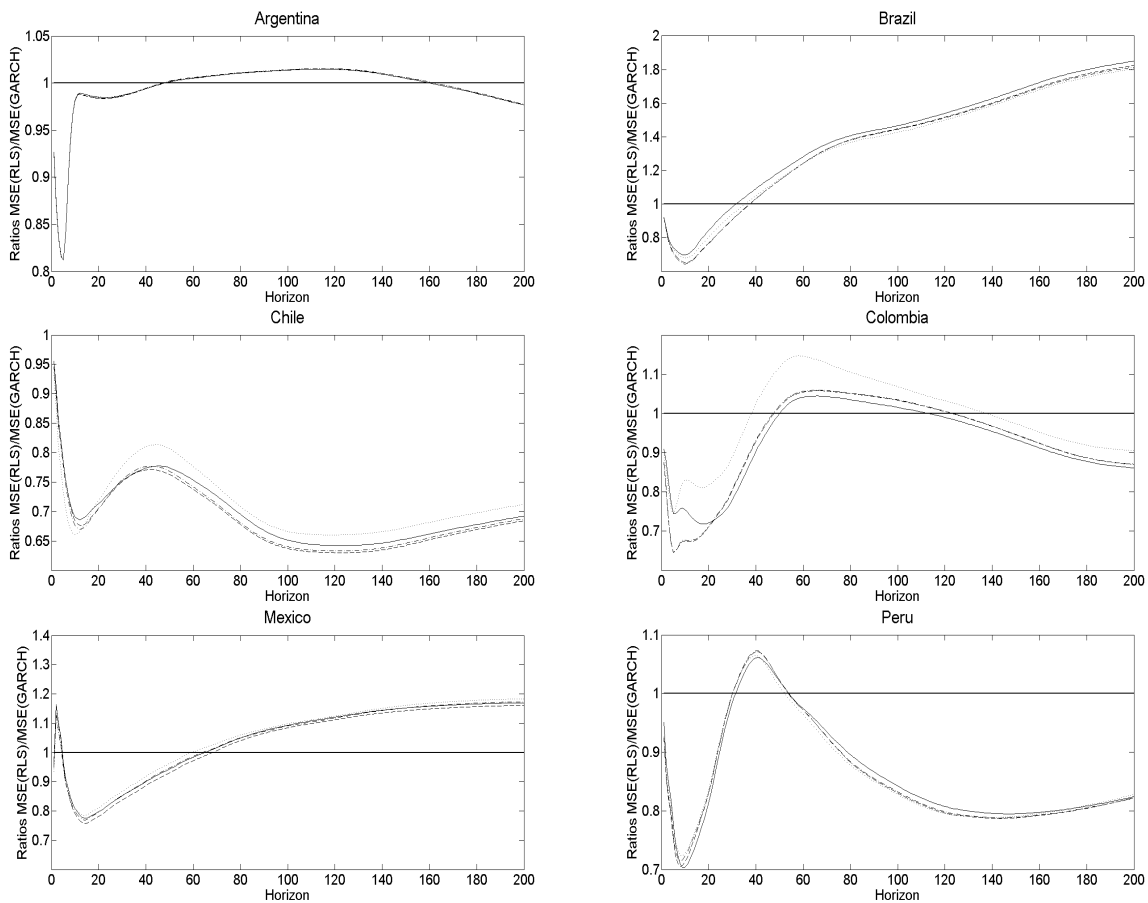 Argentina
Ratios MSE(RLS)/MSE(GARCH)
1.05
1
0.95
0.9
0.85
0.8
0 20 40 60 80 100 120 140 160 180 200
Horizon
Brazil
Ratios MSE(RLS)/MSE(GARCH)
2
1.8
1.6
1.4
1.2
1
0.8
0 20 40 60 80 100 120 140 160 180 200
Horizon
Chile
Ratios MSE(RLS)/MSE(GARCH)
1
0.95
0.9
0.85
0.8
0.75
0.7
0.65
0 20 40 60 80 100 120 140 160 180 200
Horizon
Colombia
Ratios MSE(RLS)/MSE(GARCH)
1.1
1
0.9
0.8
0.7
0 20 40 60 80 100 120 140 160 180 200
Horizon
Mexico
Ratios MSE(RLS)/MSE(GARCH)
1.4
1.3
1.2
1.1
1
0.9
0.8
0.7
0 20 40 60 80 100 120 140 160 180 200
Horizon
Peru
Ratios MSE(RLS)/MSE(GARCH)
1.1
1
0.9
0.8
0.7
0 20 40 60 80 100 120 140 160 180 200
Horizon